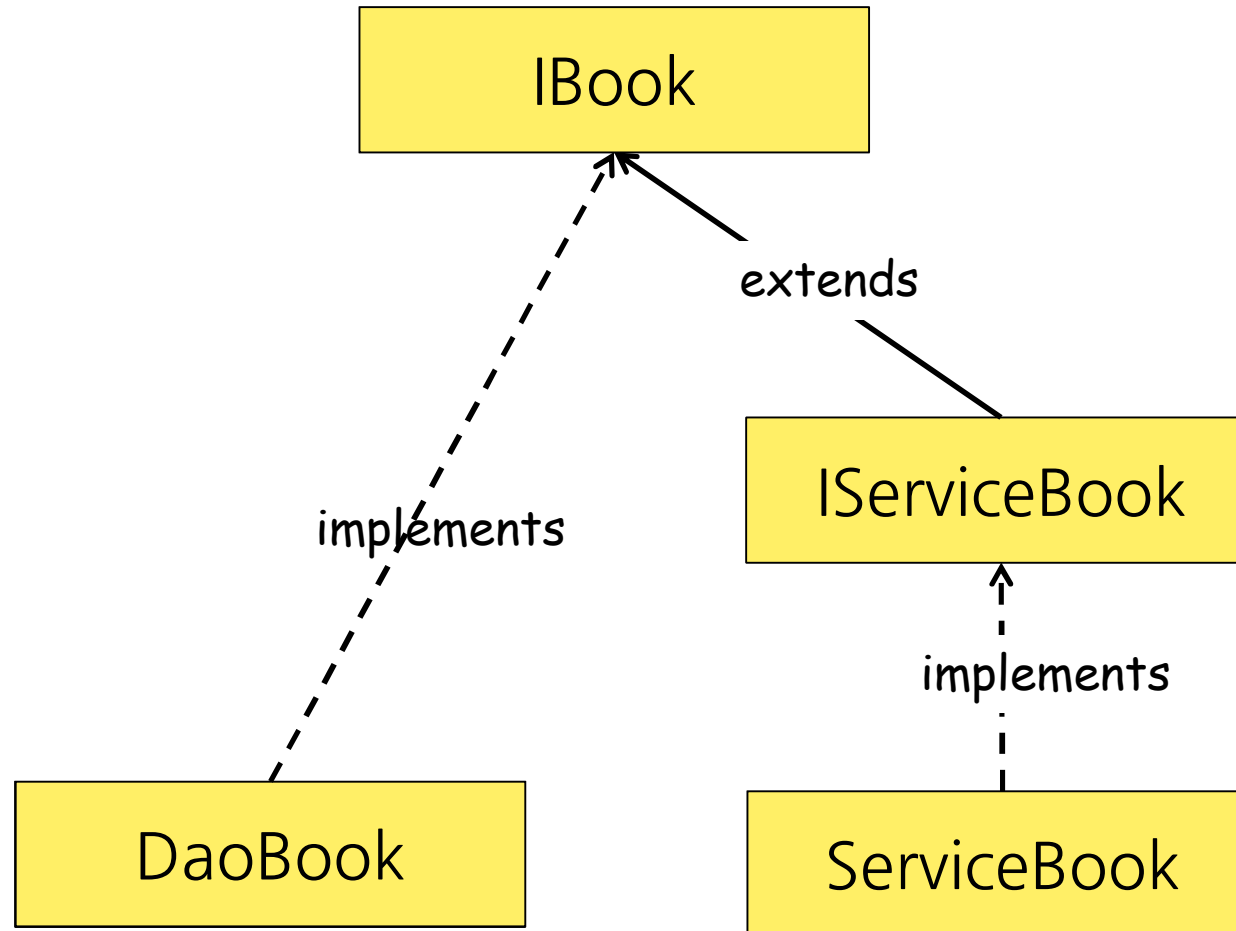 IBook
extends
IServiceBook
implements
implements
DaoBook
ServiceBook